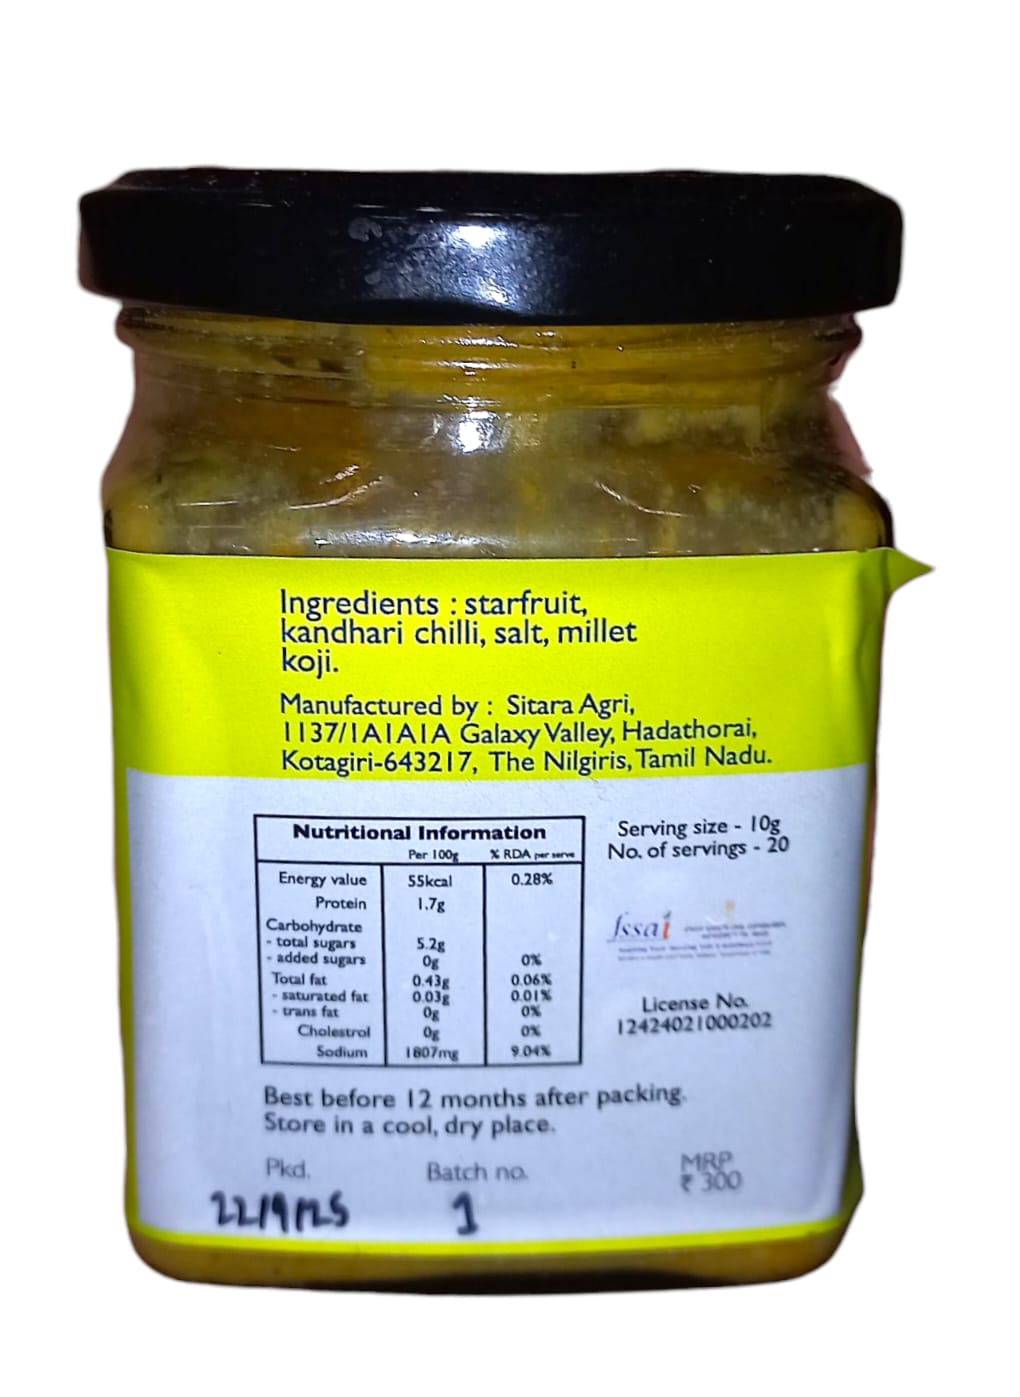 Ingredients : starfruit,
kandhari chilli, salt, millet
koji.
Manufactured by : Sitara Agri,
1137/1A1A1A Galaxy Valley, Hadathorai,
Kotagiri-643217, The Nilgiris, Tamil Nadu.
Nutritional Information
Per 100g % RDA per serve
Energy value 55kcal 0.28%
Protein 1.7g
Carbohydrate
- total sugars 5.2g
- added sugars 0g 0%
Total fat 0.43g 0.06%
- saturated fat 0.03g 0.01%
- trans fat 0g 0%
Cholestrol 0g 0%
Sodium 1807mg 9.04%
Serving size - 10g
No. of servings - 20
fssai
License No.
12424021000202
Best before 12 months after packing.
Store in a cool, dry place.
Pkd. Batch no. MRP
₹ 300
22/9/25 1